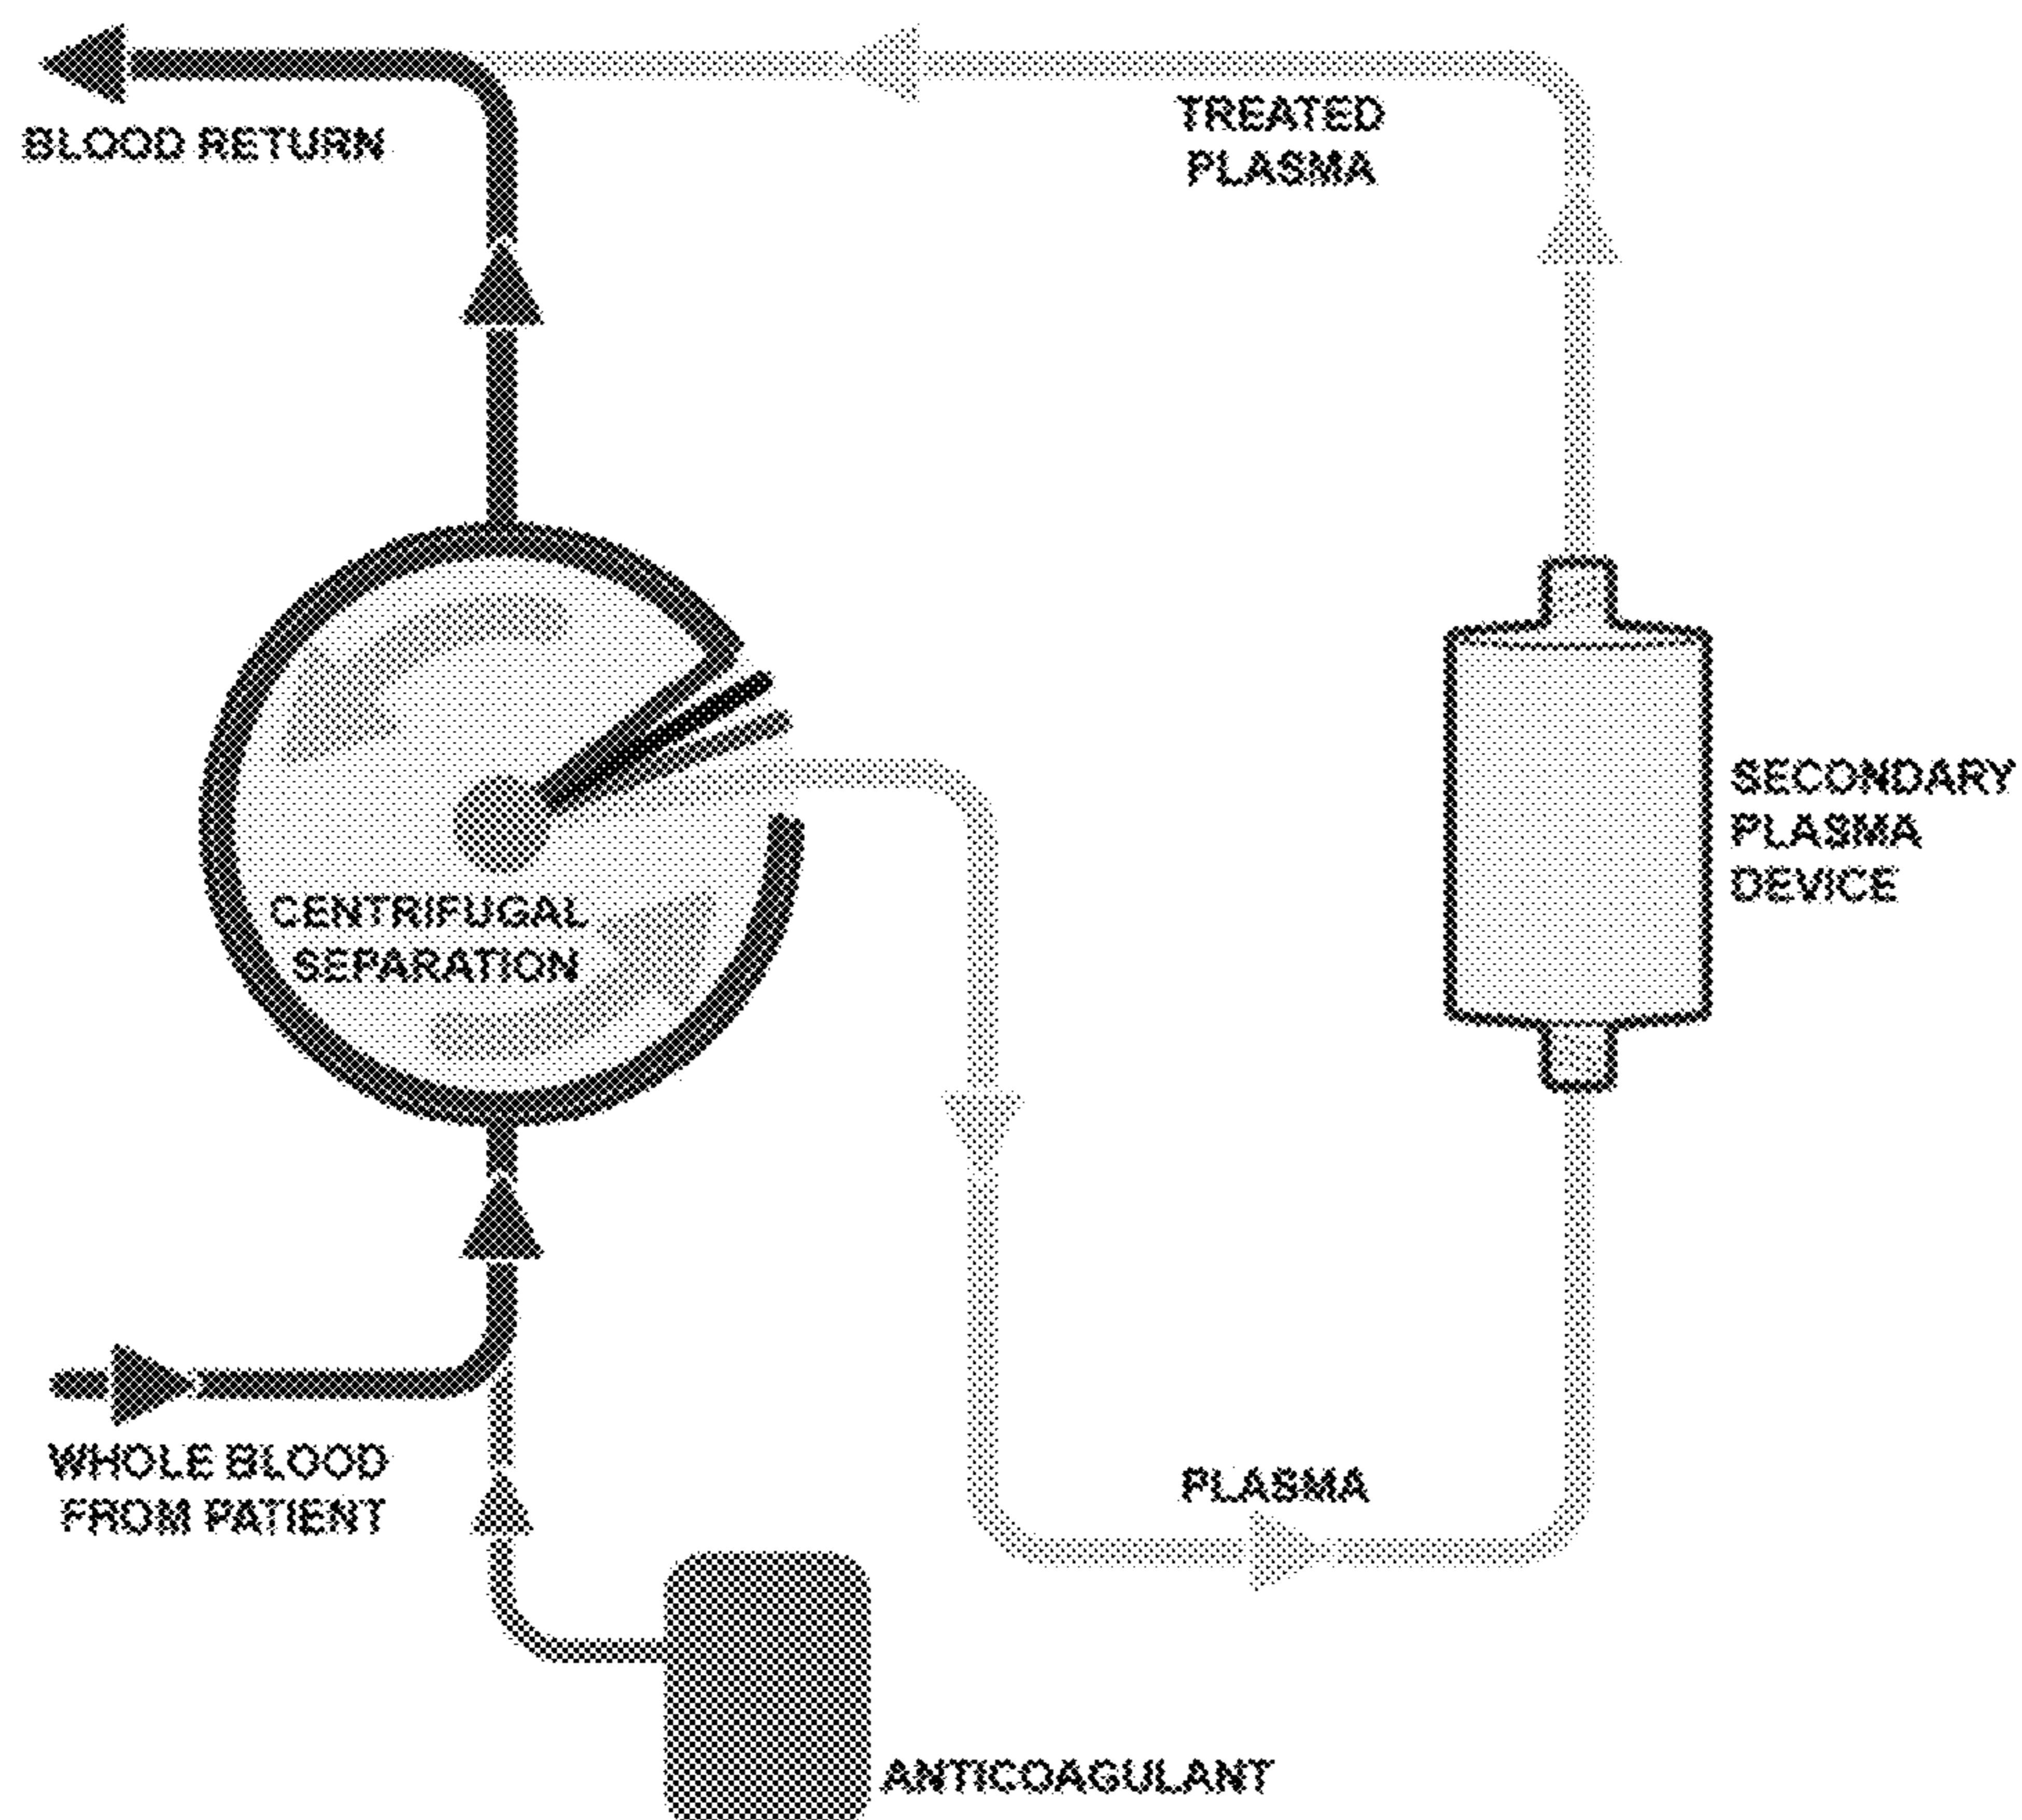 BLOOD RETURN
TREATED
PLASMA
SECONDARY
PLASMA
DEVICE
CENTRIFUGAL
SEPARATION
WHOLE BLOOD
FROM PATIENT
PLASMA
ANTICOAGULANT